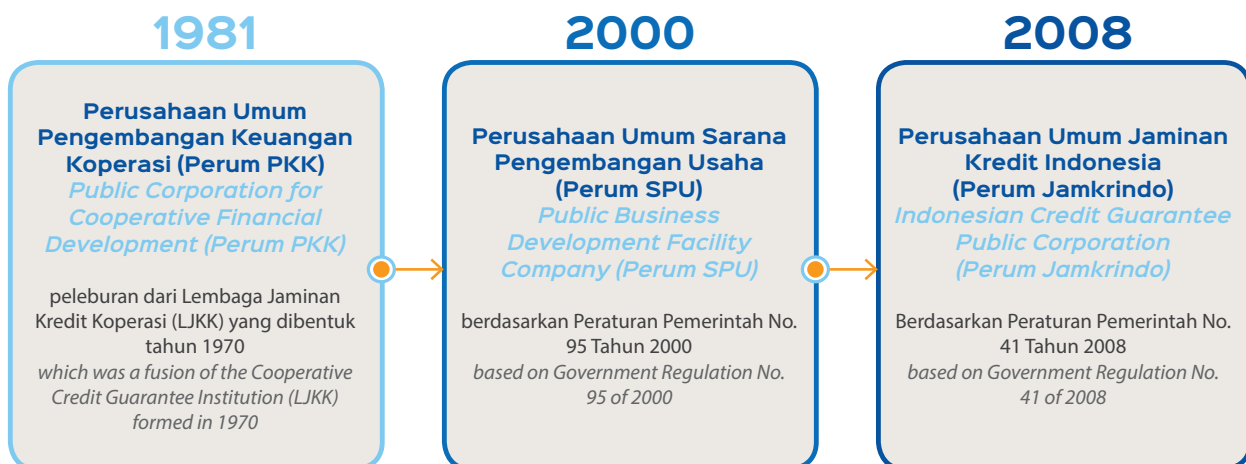 1981
Perusahaan Umum
Pengembangan Keuangan
Koperasi (Perum PKK)
Public Corporation for
Cooperative Financial
Development (Perum PKK)
peleburan dari Lembaga Jaminan
Kredit Koperasi (LJKK) yang dibentuk
tahun 1970
which was a fusion of the Cooperative
Credit Guarantee Institution (LJKK)
formed in 1970
2000
Perusahaan Umum Sarana
Pengembangan Usaha
(Perum SPU)
Public Business
Development Facility
Company (Perum SPU)
berdasarkan Peraturan Pemerintah No.
95 Tahun 2000
based on Government Regulation No.
95 of 2000
2008
Perusahaan Umum Jaminan
Kredit Indonesia
(Perum Jamkrindo)
Indonesian Credit Guarantee
Public Corporation
(Perum Jamkrindo)
Berdasarkan Peraturan Pemerintah No.
41 Tahun 2008
based on Government Regulation No.
41 of 2008